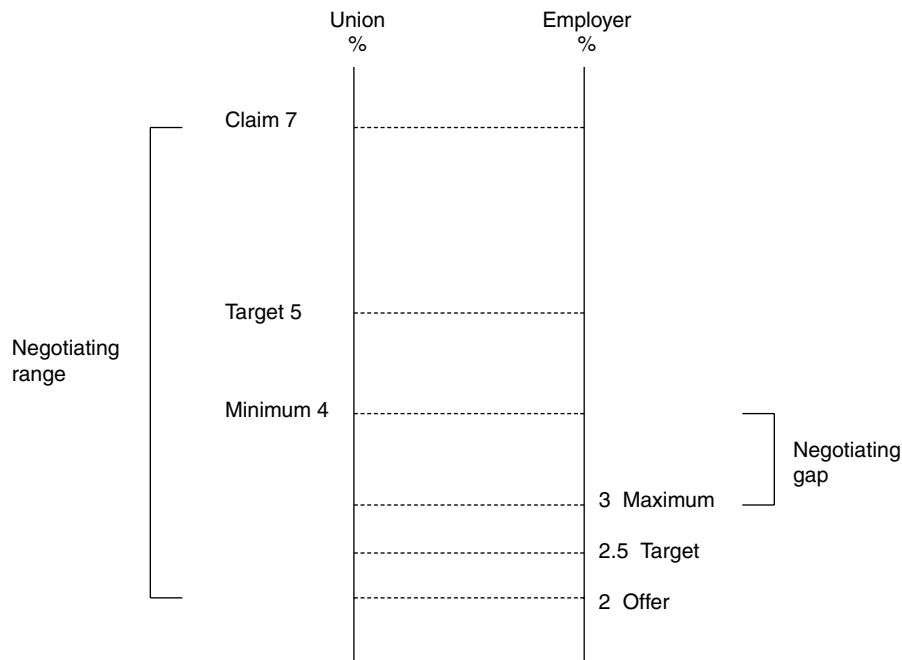 Union
%
Employer
%
Claim 7
Target 5
Negotiating
range
Minimum 4
Negotiating
gap
3 Maximum
2.5 Target
2 Offer